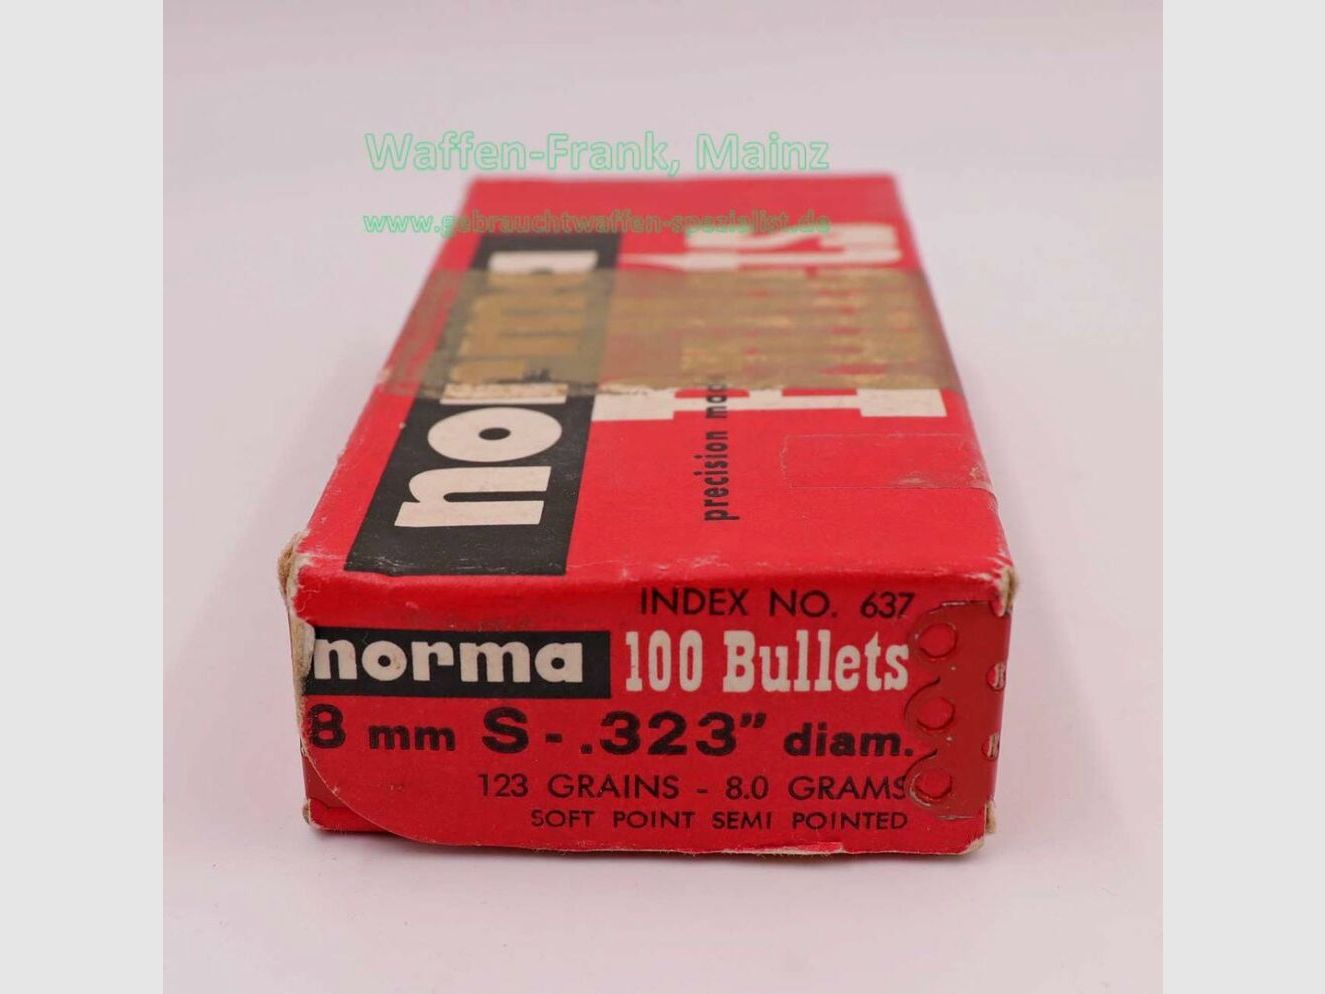 Waffen-Frank, Mainz
www.gebrauchtwaffen-spezialist.de
norma
precision
INDEX NO. 637
norma 100 Bullets
8 mm S - .323" diam.
123 GRAINS - 8.0 GRAMS
SOFT POINT SEMI POINTED